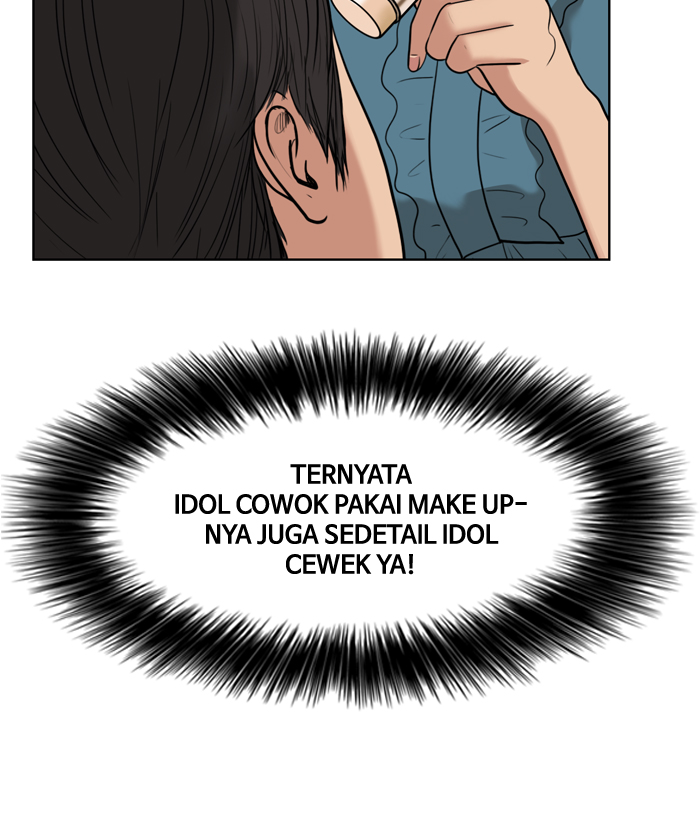 TERNYATA
IDOL COWOK PAKAI MAKE UP-
NYA JUGA SEDETAIL IDOL
CEWEK YA!